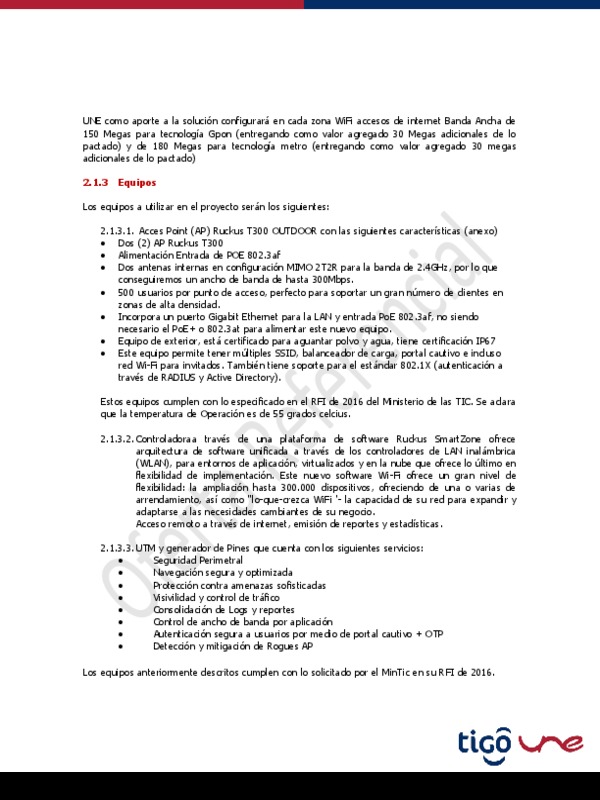 UNE como aporte a la solución configurará en cada zona WiFi accesos de internet Banda Ancha de
150 Megas para tecnología Gpon (entregando como valor agregado 30 Megas adicionales de lo
pactado) y de 180 Megas para tecnología metro (entregando como valor agregado 30 megas
adicionales de lo pactado)
2.1.3 Equipos
Los equipos a utilizar en el proyecto serán los siguientes:
2.1.3.1. Acces Point (AP) Ruckus T300 OUTDOOR con las siguientes características (anexo)
• Dos (2) AP Ruckus T300
• Alimentación Entrada de POE 802.3af
• Dos antenas internas en configuración MIMO 2T2R para la banda de 2.4GHz, por lo que
conseguiremos un ancho de banda de hasta 300Mbps.
• 500 usuarios por punto de acceso, perfecto para soportar un gran número de clientes en
zonas de alta densidad.
• Incorpora un puerto Gigabit Ethernet para la LAN y entrada PoE 802.3af, no siendo
necesario el PoE+ o 802.3at para alimentar este nuevo equipo.
• Equipo de exterior, está certificado para aguantar polvo y agua, tiene certificación IP67
• Este equipo permite tener múltiples SSID, balanceador de carga, portal cautivo e incluso
red Wi-Fi para invitados. También tiene soporte para el estándar 802.1X (autenticación a
través de RADIUS y Active Directory).
Estos equipos cumplen con lo especificado en el RFI de 2016 del Ministerio de las TIC. Se aclara
que la temperatura de Operación es de 55 grados celcius.
2.1.3.2. Controladoraa través de una plataforma de software Ruckus SmartZone ofrece
arquitectura de software unificada a través de los controladores de LAN inalámbrica
(WLAN), para entornos de aplicación, virtualizados y en la nube que ofrece lo último en
flexibilidad de implementación. Este nuevo software Wi-Fi ofrece un gran nivel de
flexibilidad: la ampliación hasta 300.000 dispositivos, ofreciendo de una o varias de
arrendamiento, así como "lo-que-crezca WiFi '- la capacidad de su red para expandir y
adaptarse a las necesidades cambiantes de su negocio.
Acceso remoto a través de internet, emisión de reportes y estadísticas.
2.1.3.3. UTM y generador de Pines que cuenta con los siguientes servicios:
• Seguridad Perimetral
• Navegación segura y optimizada
• Protección contra amenazas sofisticadas
• Visivilidad y control de tráfico
• Consolidación de Logs y reportes
• Control de ancho de banda por aplicación
• Autenticación segura a usuarios por medio de portal cautivo + OTP
• Detección y mitigación de Rogues AP
Los equipos anteriormente descritos cumplen con lo solicitado por el MinTic en su RFI de 2016.
Oferta Referencial
tigo une